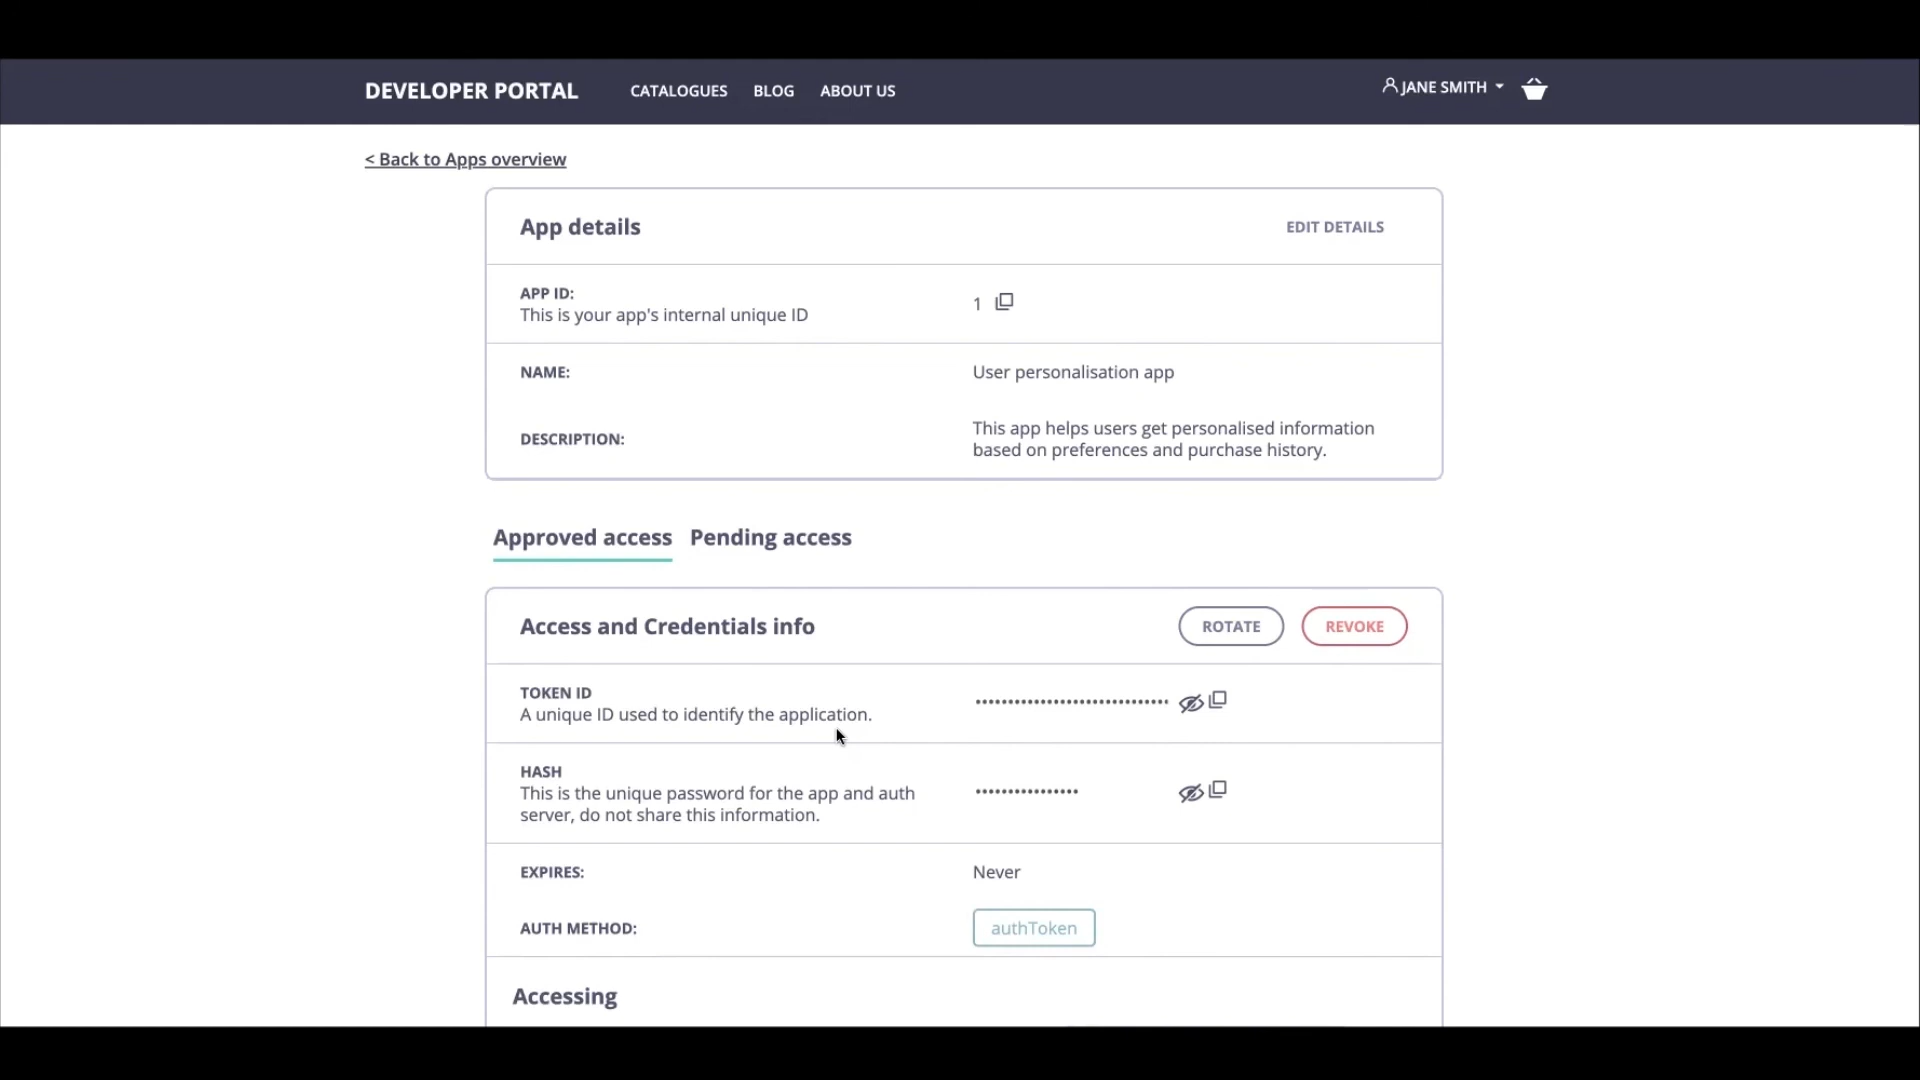 DEVELOPER PORTAL CATALOGUES BLOG ABOUT US JANE SMITH
< Back to Apps overview
App details EDIT DETAILS
APP ID:
This is your app's internal unique ID
1
NAME: User personalisation app
DESCRIPTION:
This app helps users get personalised information
based on preferences and purchase history.
Approved access Pending access
Access and Credentials info ROTATE REVOKE
TOKEN ID
A unique ID used to identify the application.
HASH
This is the unique password for the app and auth
server, do not share this information.
EXPIRES: Never
AUTH METHOD: authToken
Accessing